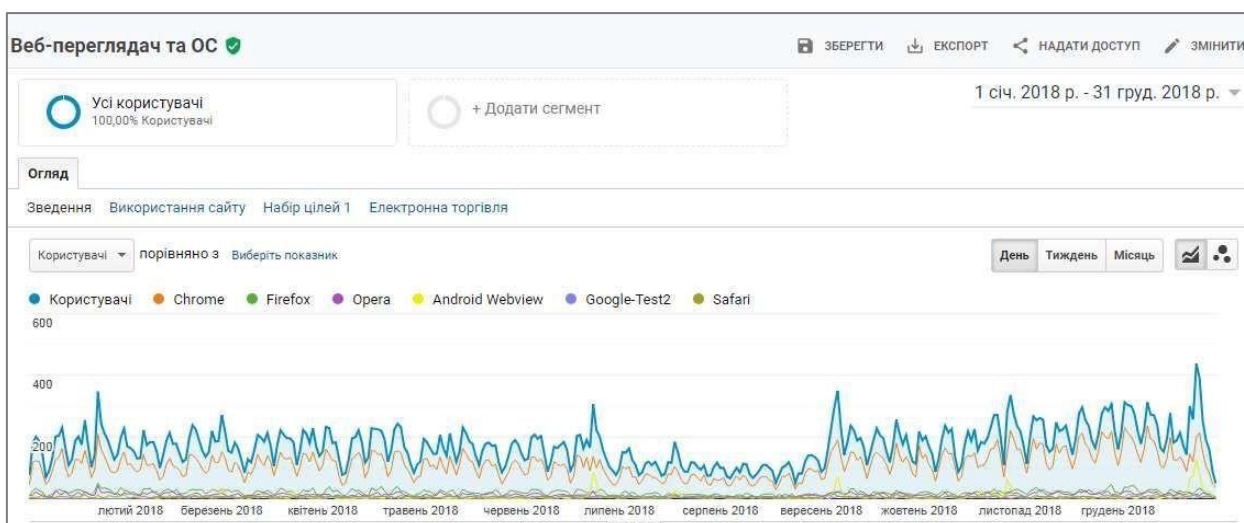 Веб-переглядач та ОС
ЗБЕРЕГТИ ЕКСПОРТ НАДАТИ ДОСТУП ЗМІНИТИ
Усі користувачі
100,00% Користувачі
+ Додати сегмент
1 січ. 2018 р. - 31 груд. 2018 р.
Огляд
Зведення Використання сайту Набір цілей 1 Електронна торгівля
Користувачі порівняно з Виберіть показник
День Тиждень Місяць
Користувачі Chrome Firefox Opera Android Webview Google-Test2 Safari
600
400
200
лютий 2018 березень 2018 квітень 2018 травень 2018 червень 2018 липень 2018 серпень 2018 вересень 2018 жовтень 2018 листопад 2018 грудень 2018